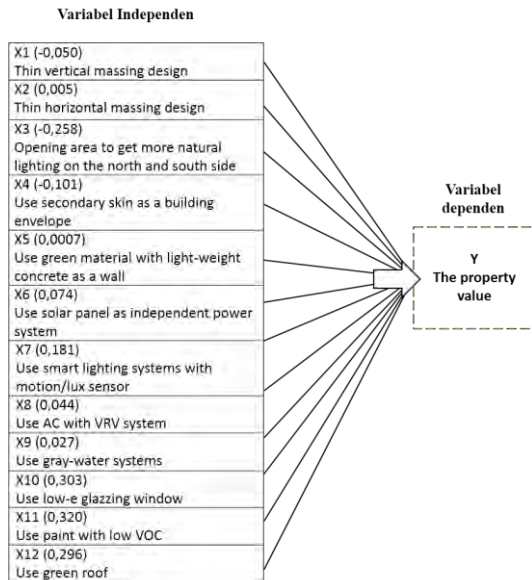 Variabel Independen
X1 (-0,050)
Thin vertical massing design
X2 (0,005)
Thin horizontal massing design
X3 (-0,258)
Opening area to get more natural
lighting on the north and south side
X4 (-0,101)
Use secondary skin as a building
envelope
X5 (0,0007)
Use green material with light-weight
concrete as a wall
X6 (0,074)
Use solar panel as independent power
system
X7 (0,181)
Use smart lighting systems with
motion/lux sensor
X8 (0,044)
Use AC with VRV system
X9 (0,027)
Use gray-water systems
X10 (0,303)
Use low-e glazzing window
X11 (0,320)
Use paint with low VOC
X12 (0,296)
Use green roof
Variabel
dependen
Y
The property
value